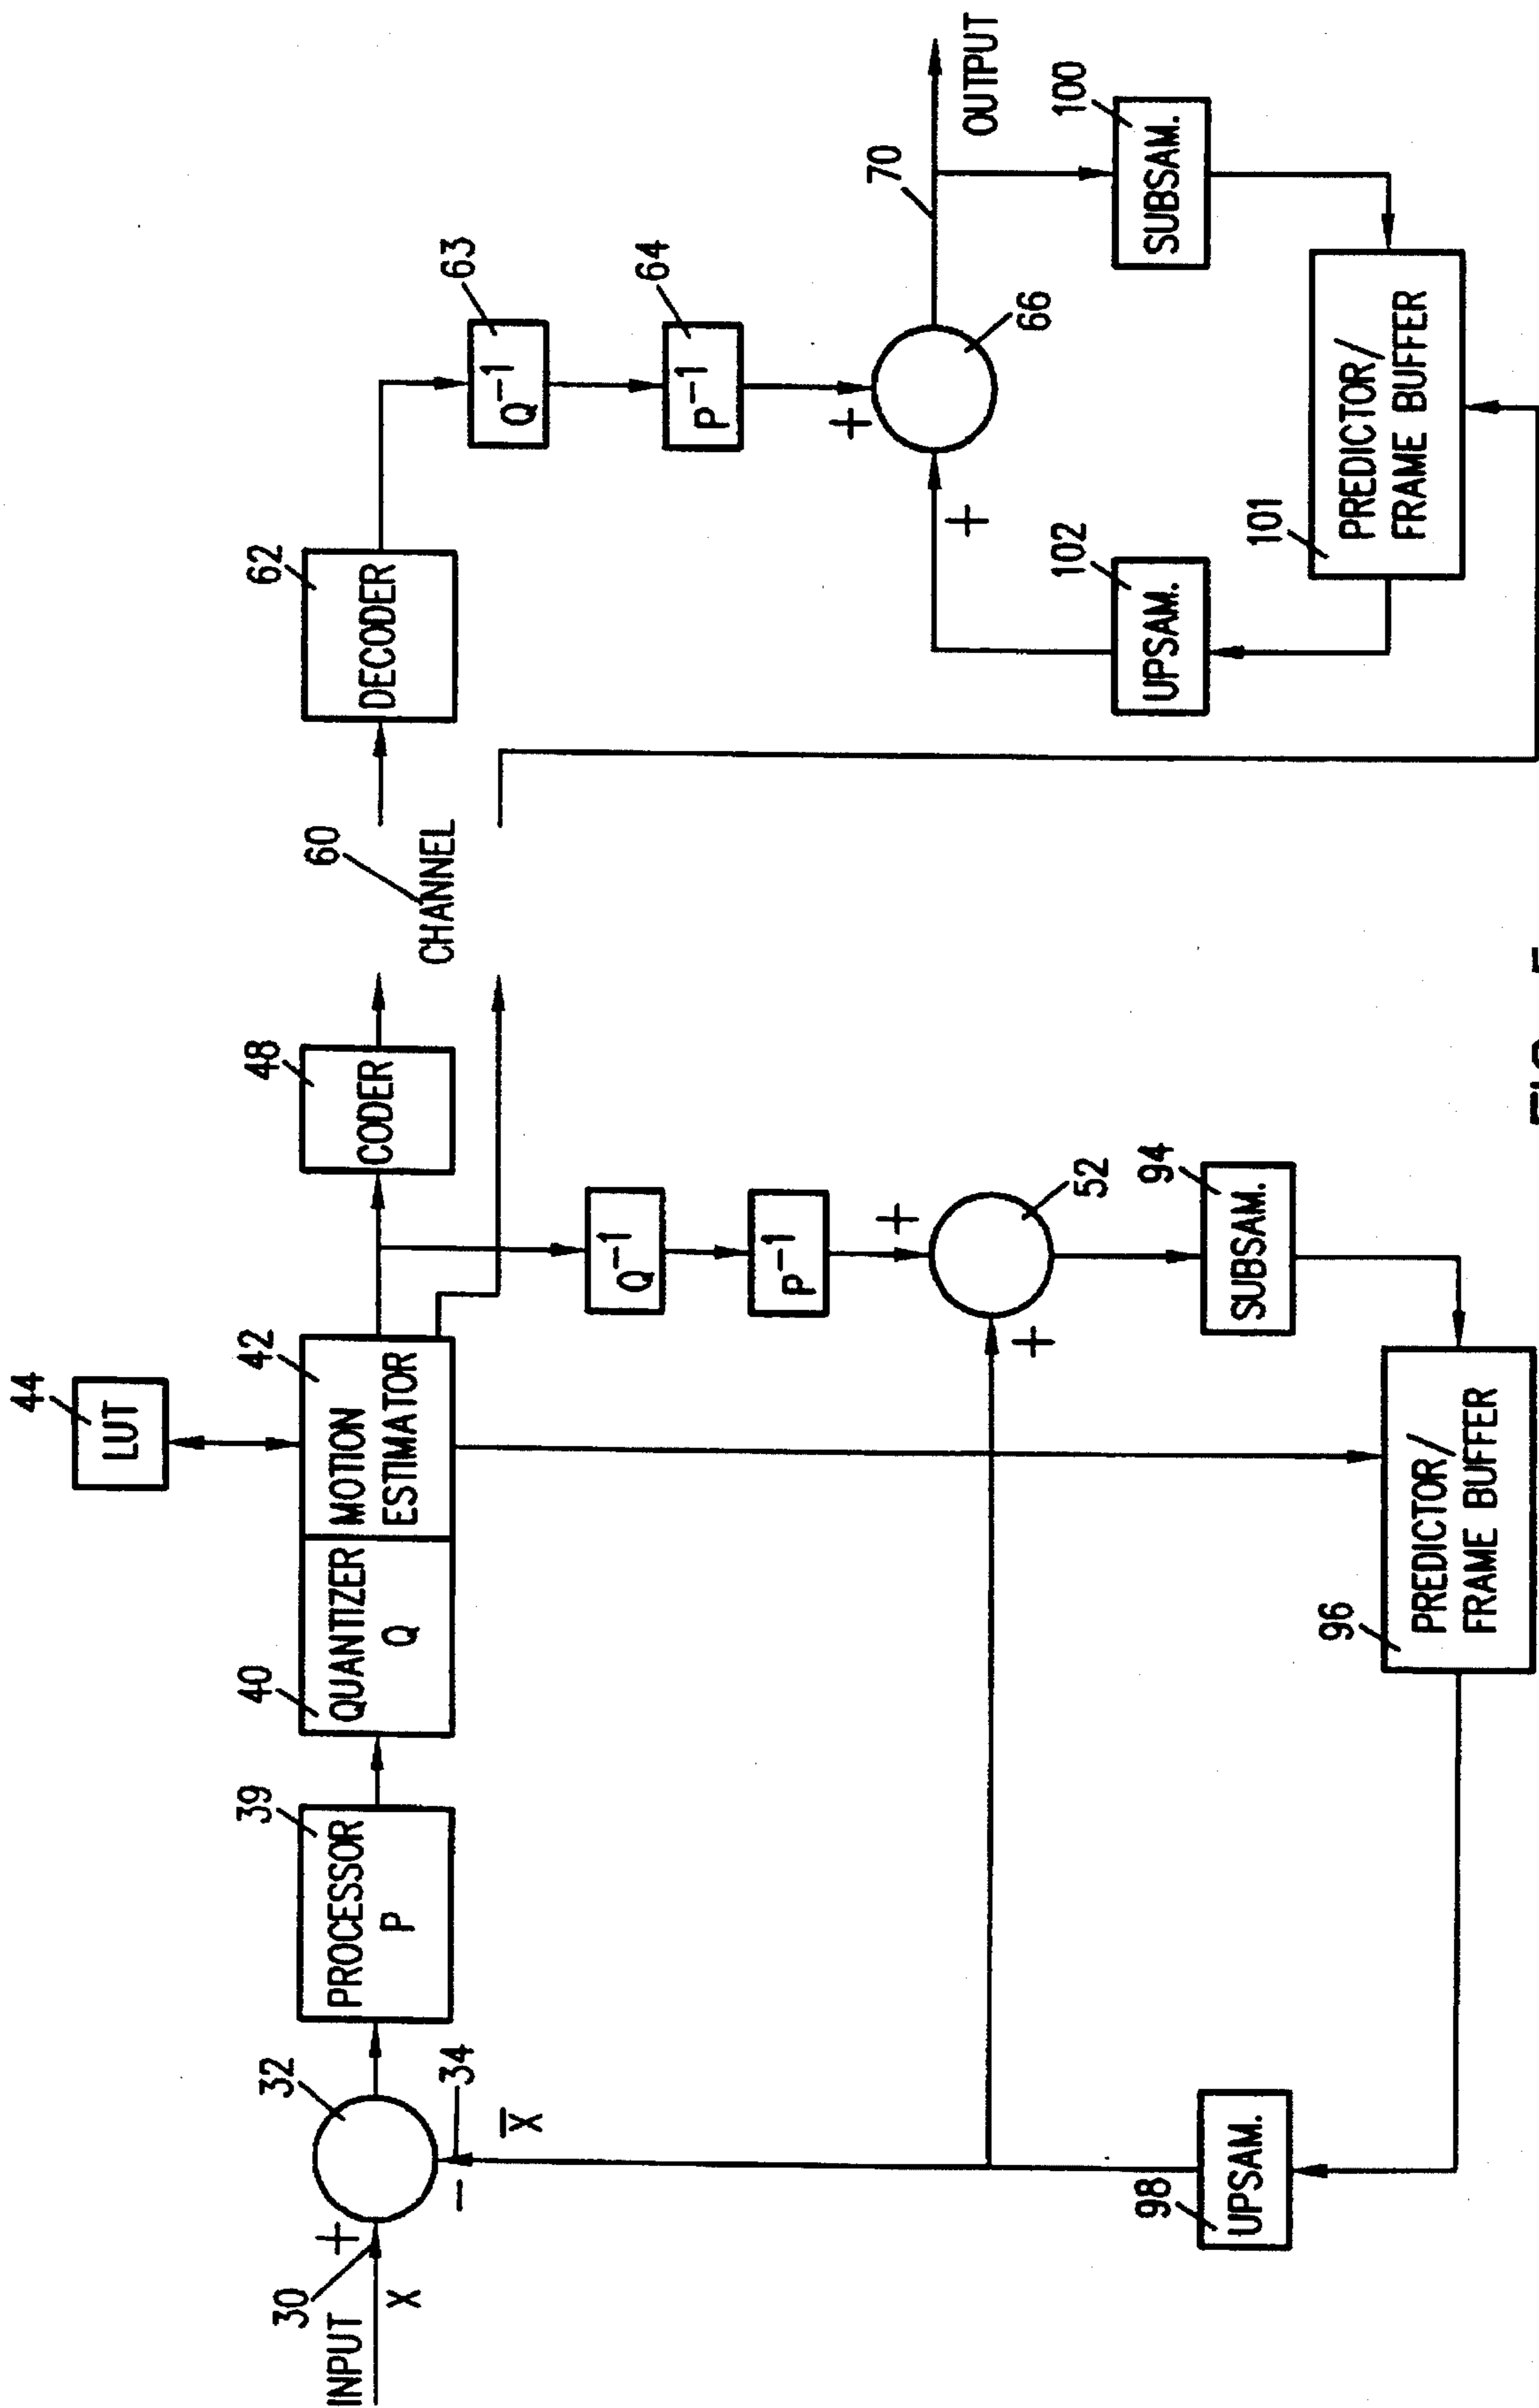 INPUT
30
+
X
32
34
-
X̅
39
PROCESSOR
P
40
QUANTIZER
Q
42
MOTION
ESTIMATOR
44
LUT
48
CODER
60
CHANNEL
62
DECODER
Q⁻¹
63
P⁻¹
64
Q⁻¹
P⁻¹
+
+
52
94
SUBSAM.
96
PREDICTOR/
FRAME BUFFER
98
UPSAM.
+
+
66
70
OUTPUT
100
SUBSAM.
101
PREDICTOR/
FRAME BUFFER
102
UPSAM.